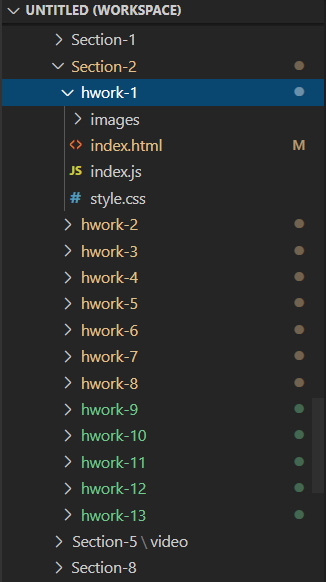 UNTITLED (WORKSPACE)
Section-1
Section-2
hwork-1
images
<> index.html M
JS index.js
# style.css
hwork-2
hwork-3
hwork-4
hwork-5
hwork-6
hwork-7
hwork-8
hwork-9
hwork-10
hwork-11
hwork-12
hwork-13
Section-5\video
Section-8